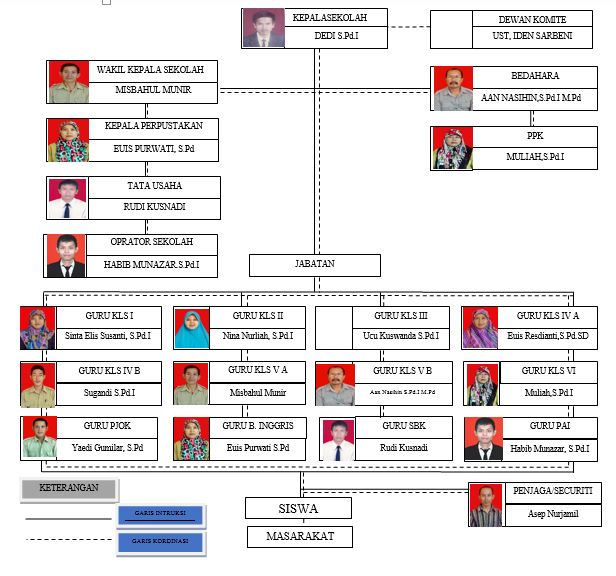 KEPALASEKOLAH
DEDI S.Pd.I
DEWAN KOMITE
UST, IDEN SARBENI
WAKIL KEPALA SEKOLAH
MISBAHUL MUNIR
BEDAHARA
AAN NASIHIN,S.Pd.I M.Pd
KEPALA PERPUSTAKAN
EUIS PURWATI, S.Pd
PPK
MULIAH,S.Pd.I
TATA USAHA
RUDI KUSNADI
OPRATOR SEKOLAH
HABIB MUNAZAR.S.Pd.I
JABATAN
GURU KLS I
Sinta Elis Susanti, S.Pd.I
GURU KLS II
Nina Nurliah, S.Pd.I
GURU KLS III
Ucu Kuswanda S.Pd.I
GURU KLS IV A
Euis Resdianti,S.Pd.SD
GURU KLS IV B
Sugandi S.Pd.I
GURU KLS V A
Misbahul Munir
GURU KLS V B
Aan Nasihin S.Pd.I M.Pd
GURU KLS VI
Muliah,S.Pd.I
GURU PJOK
Yaedi Gumilar, S.Pd
GURU B. INGGRIS
Euis Purwati S.Pd
GURU SBK
Rudi Kusnadi
GURU PAI
Habib Munazar, S.Pd.I
KETERANGAN
GARIS INTRUKSI
GARIS KORDINASI
SISWA
MASARAKAT
PENJAGA/SECURITI
Asep Nurjamil